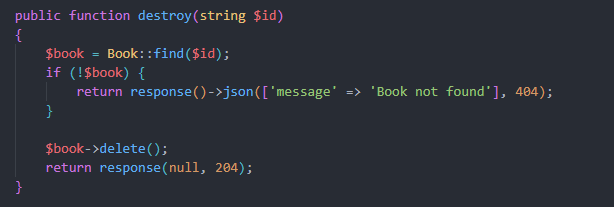 public function destroy(string $id)
{
    $book = Book::find($id);
    if (!$book) {
        return response()->json(['message' => 'Book not found'], 404);
    }

    $book->delete();
    return response(null, 204);
}